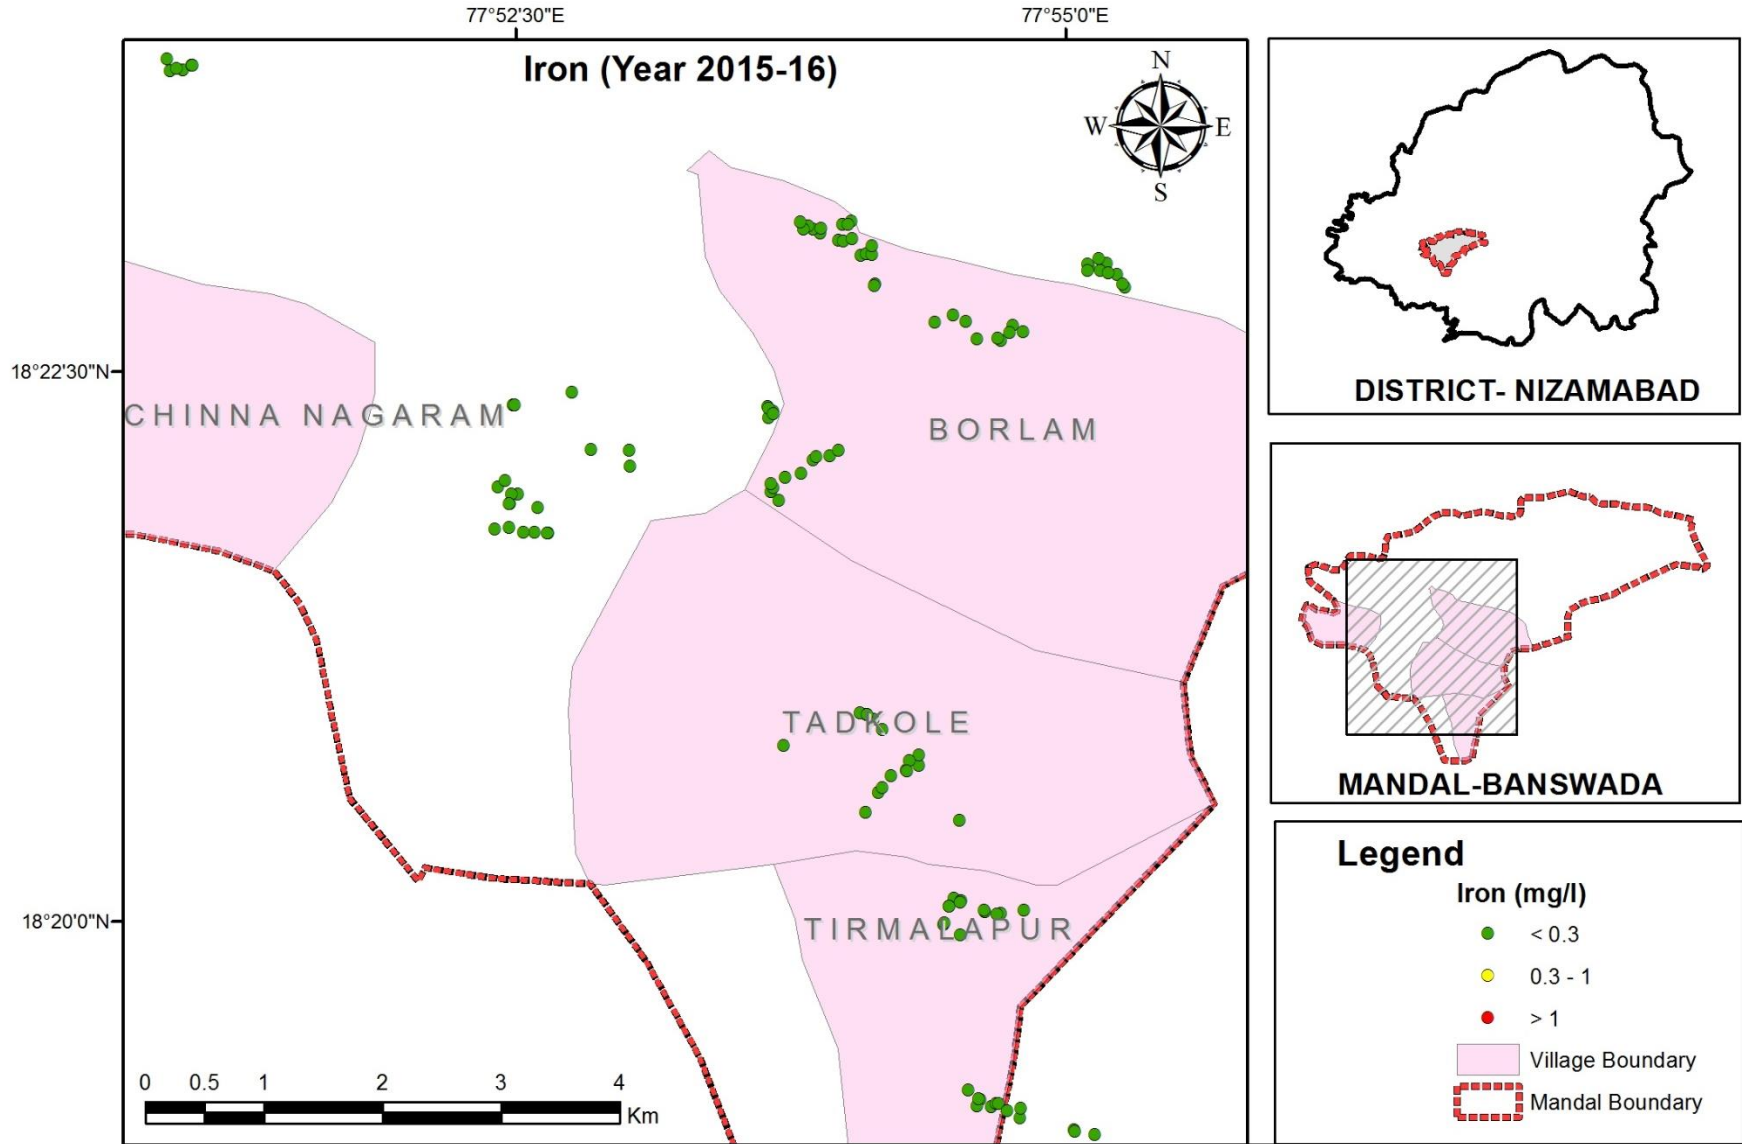 77°52'30"E
77°55'0"E
Iron (Year 2015-16)
N
W
E
S
18°22'30"N
CHINNA NAGARAM
BORLAM
TADKOLE
18°20'0"N
TIRMALAPUR
0 0.5 1 2 3 4
Km
DISTRICT- NIZAMABAD
MANDAL-BANSWADA
Legend
Iron (mg/l)
< 0.3
0.3 - 1
> 1
Village Boundary
Mandal Boundary